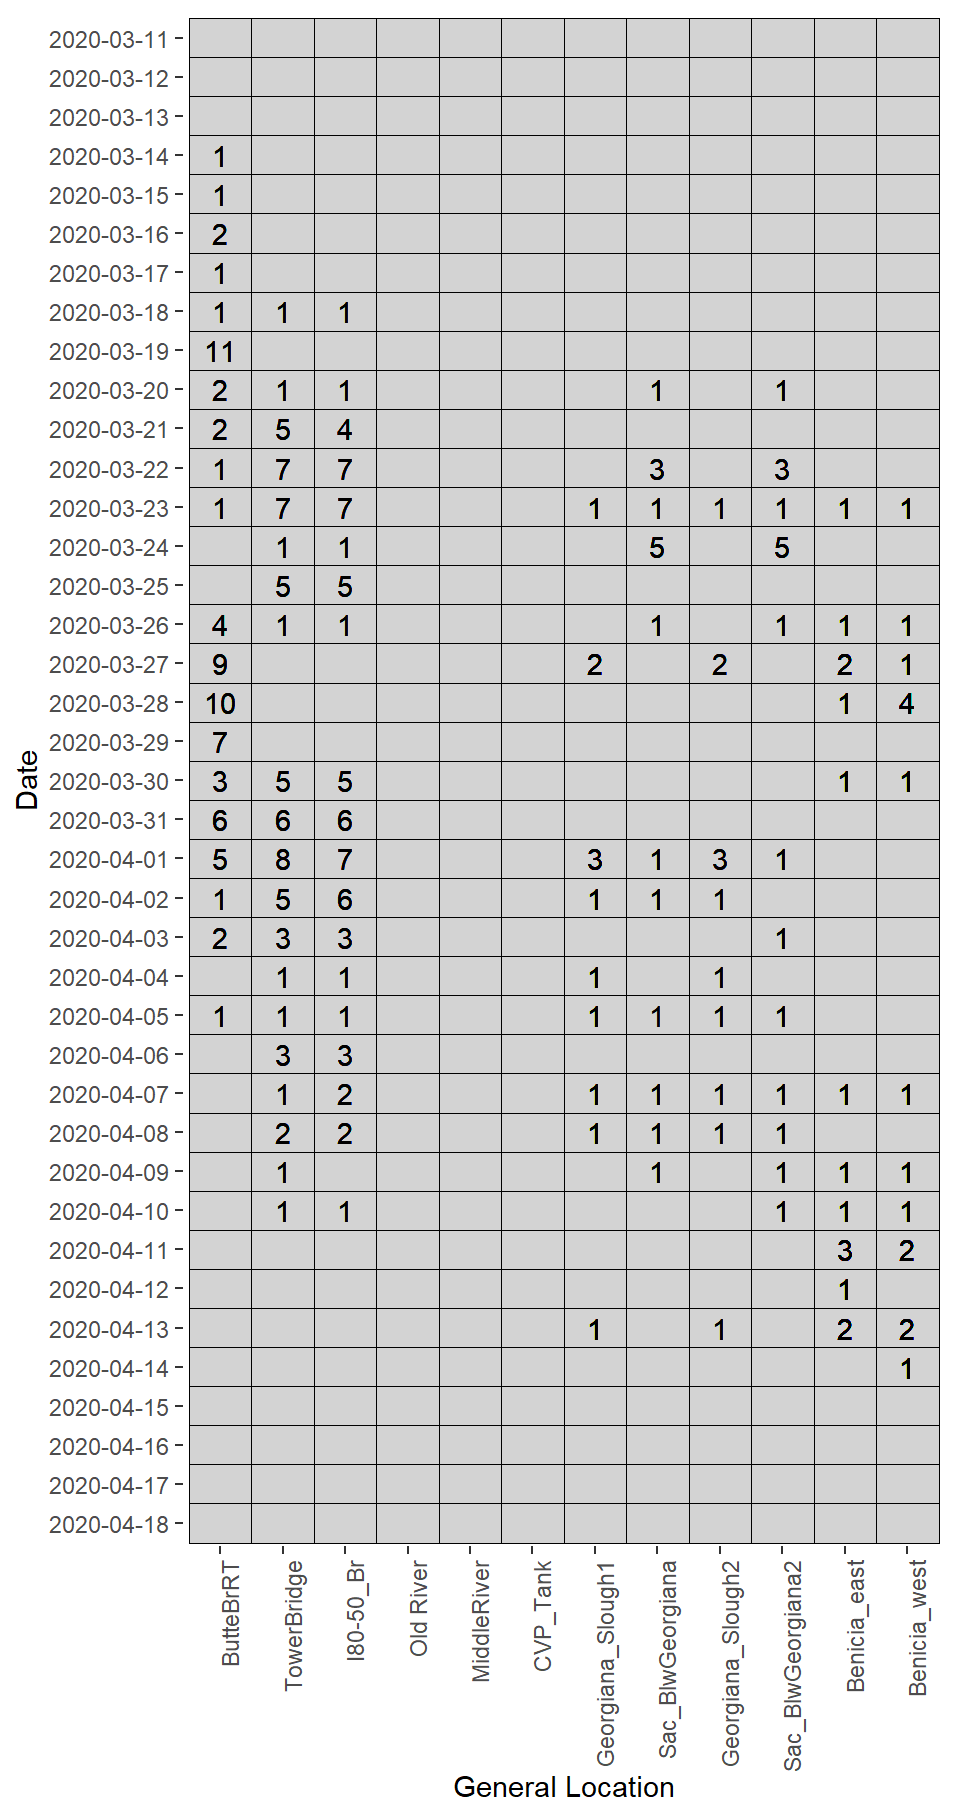 2020-03-11
2020-03-12
2020-03-13
2020-03-14 1
2020-03-15 1
2020-03-16 2
2020-03-17 1
2020-03-18 1 1 1
2020-03-19 11
2020-03-20 2 1 1 1 1
2020-03-21 2 5 4
2020-03-22 1 7 7 3 3
2020-03-23 1 7 7 1 1 1 1 1 1
2020-03-24 1 1 5 5
2020-03-25 5 5
2020-03-26 4 1 1 1 1 1 1
2020-03-27 9 2 2 2 1
2020-03-28 10 1 4
2020-03-29 7
2020-03-30 3 5 5 1 1
2020-03-31 6 6 6
2020-04-01 5 8 7 3 1 3 1
2020-04-02 1 5 6 1 1 1
2020-04-03 2 3 3 1
2020-04-04 1 1 1 1
2020-04-05 1 1 1 1 1 1 1
2020-04-06 3 3
2020-04-07 1 2 1 1 1 1 1 1
2020-04-08 2 2 1 1 1 1
2020-04-09 1 1 1 1 1
2020-04-10 1 1 1 1 1
2020-04-11 3 2
2020-04-12 1
2020-04-13 1 1 2 2
2020-04-14 1
2020-04-15
2020-04-16
2020-04-17
2020-04-18
Date
ButteBrRT
TowerBridge
I80-50_Br
Old River
MiddleRiver
CVP_Tank
Georgiana_Slough1
Sac_BlwGeorgiana
Georgiana_Slough2
Sac_BlwGeorgiana2
Benicia_east
Benicia_west
General Location